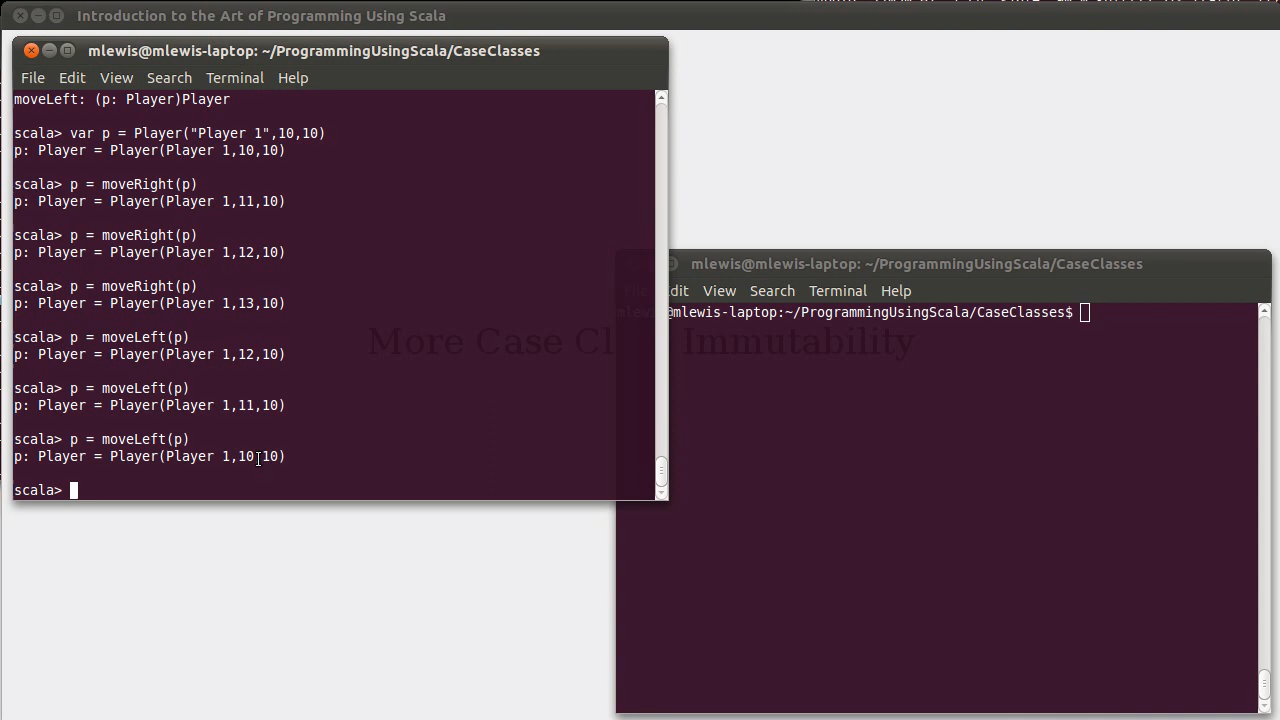 Introduction to the Art of Programming Using Scala
mlewis@mlewis-laptop: ~/ProgrammingUsingScala/CaseClasses
File Edit View Search Terminal Help
moveLeft: (p: Player)Player
scala> var p = Player("Player 1",10,10)
p: Player = Player(Player 1,10,10)
scala> p = moveRight(p)
p: Player = Player(Player 1,11,10)
scala> p = moveRight(p)
p: Player = Player(Player 1,12,10)
scala> p = moveRight(p)
p: Player = Player(Player 1,13,10)
scala> p = moveLeft(p)
p: Player = Player(Player 1,12,10)
scala> p = moveLeft(p)
p: Player = Player(Player 1,11,10)
scala> p = moveLeft(p)
p: Player = Player(Player 1,10,10)
scala>
More Case Cl Immutability
mlewis@mlewis-laptop: ~/ProgrammingUsingScala/CaseClasses
File Edit View Search Terminal Help
mlewis@mlewis-laptop:~/ProgrammingUsingScala/CaseClasses$